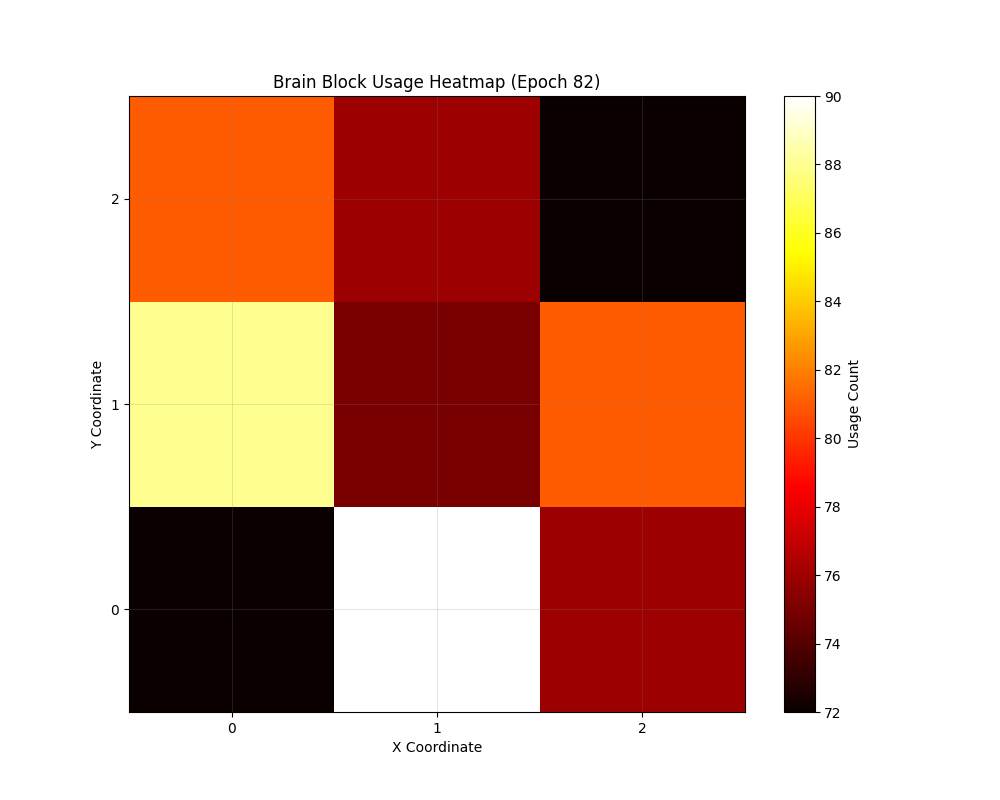 Brain Block Usage Heatmap (Epoch 82)
2
1
0
Y Coordinate
0 1 2
X Coordinate
90
88
86
84
82
80
78
76
74
72
Usage Count